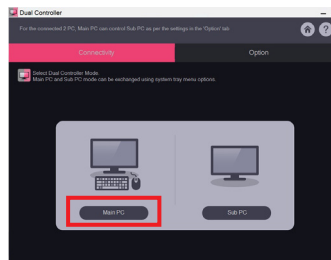 Dual Controller
For the connected 2 PC, Main PC can control Sub PC as per the settings in the 'Option' tab
Connectivity
Option
Select Dual Controller Mode.
Main PC and Sub PC mode can be exchanged using system tray menu options.
Main PC
Sub PC